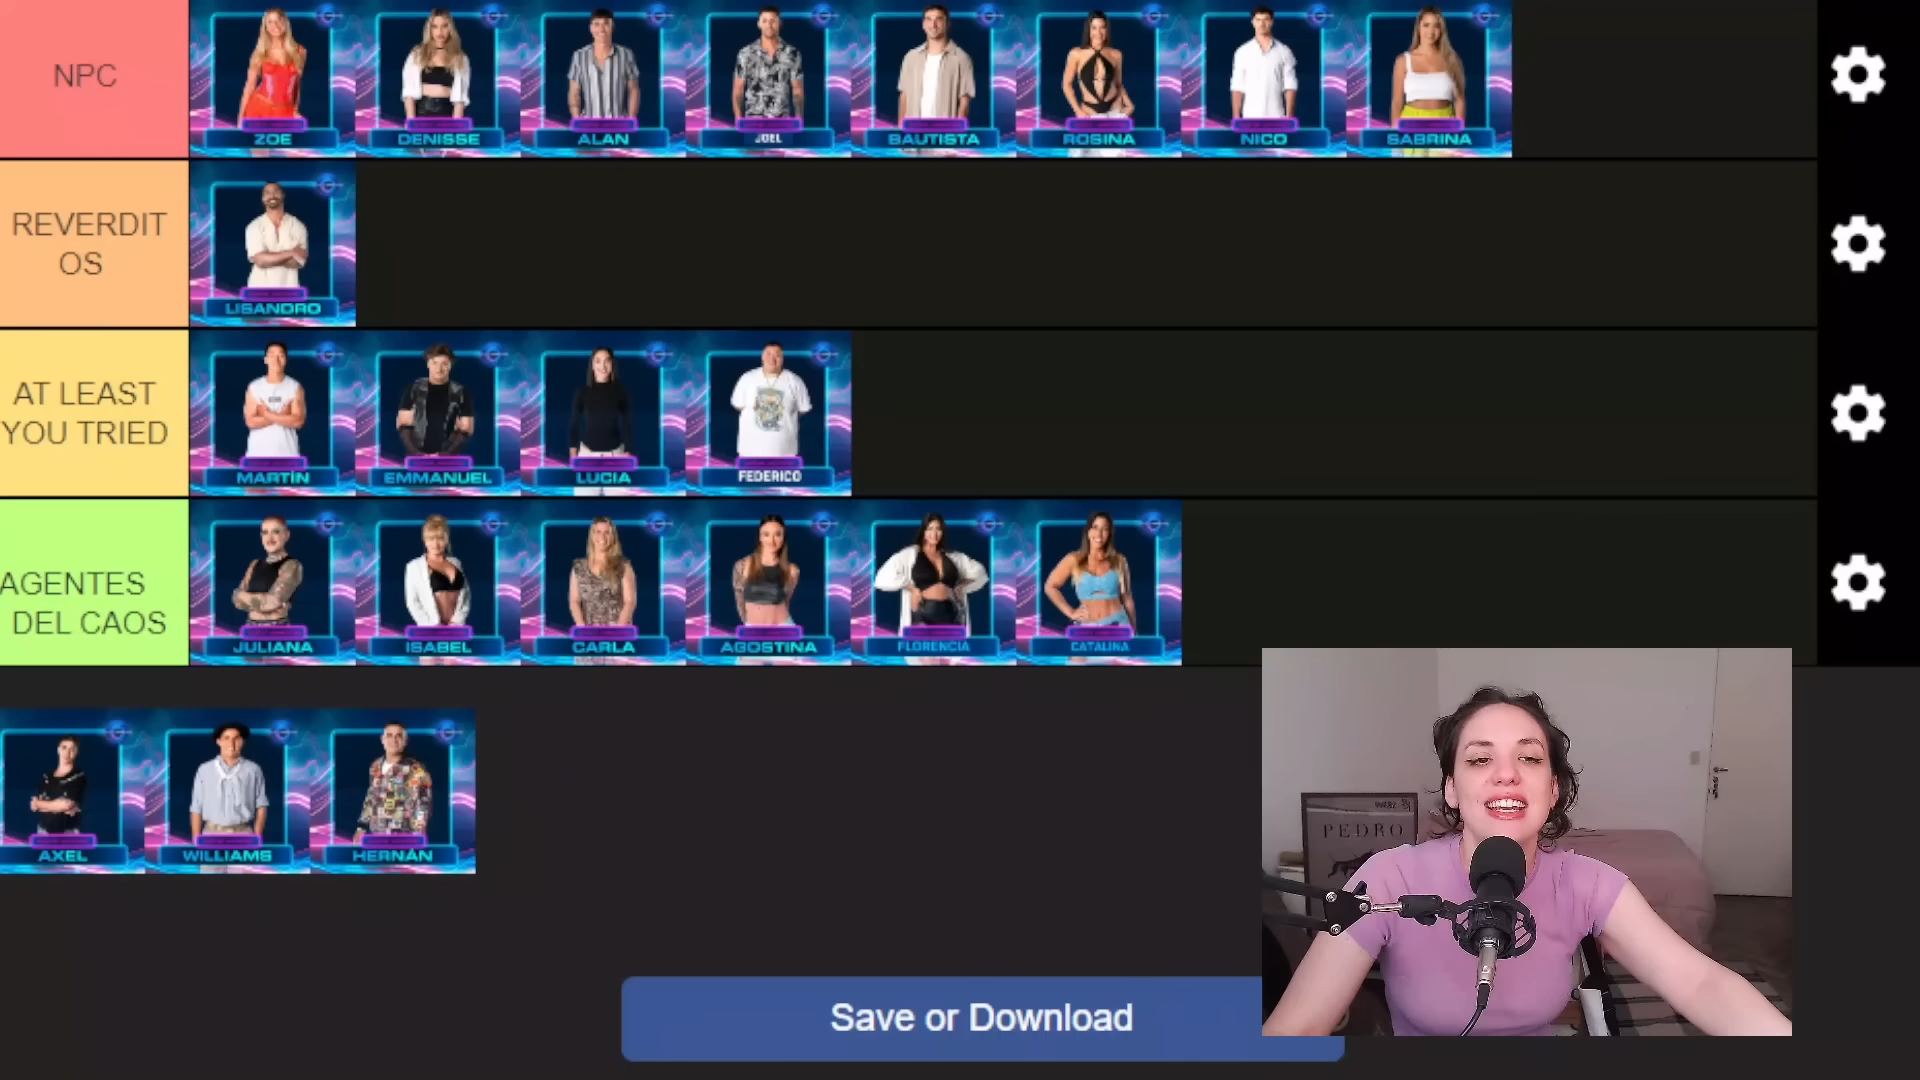 NPC
ZOE
DENISSE
ALAN
JOEL
BAUTISTA
ROSINA
NICO
SABRINA
REVERDIT
OS
LISANDRO
AT LEAST
YOU TRIED
MARTÍN
EMMANUEL
LUCIA
FEDERICO
AGENTES
DEL CAOS
JULIANA
ISABEL
CARLA
AGOSTINA
FLORENCIA
CATALINA
AXEL
WILLIAMS
HERNÁN
PEDRO
Save or Download